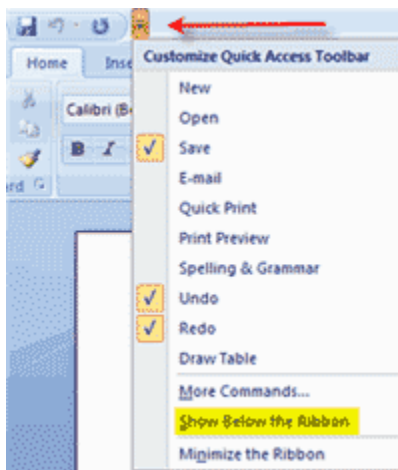 Home Inse
Customize Quick Access Toolbar
New
Open
Calibri (B
Save
B I
E-mail
rd
Quick Print
Print Preview
Spelling & Grammar
Undo
Redo
Draw Table
More Commands...
Show Below the Ribbon
Minimize the Ribbon